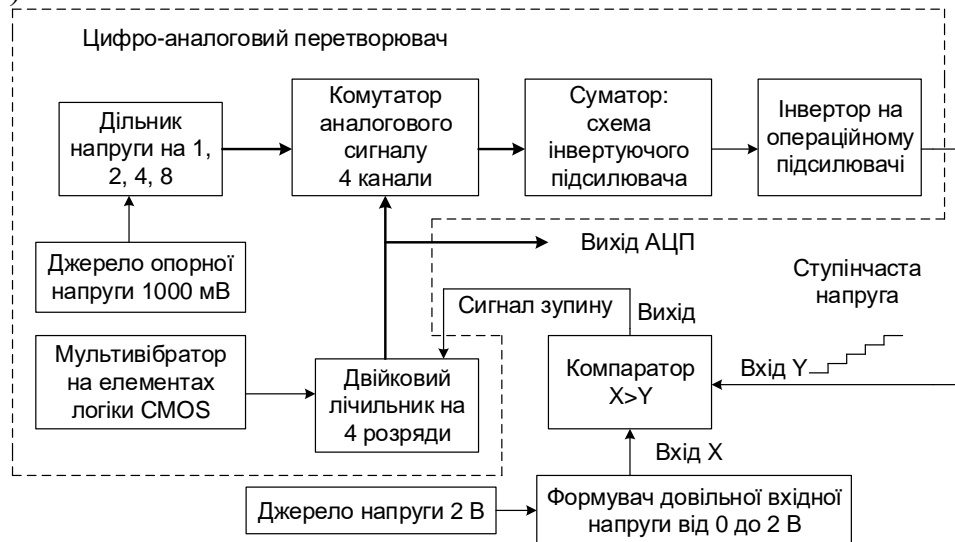 Цифро-аналоговий перетворювач
Дільник
напруги на 1,
2, 4, 8
Комутатор
аналогового
сигналу
4 канали
Суматор:
схема
інвертуючого
підсилювача
Інвертор на
операційному
підсилювачі
Джерело опорної
напруги 1000 мВ
Вихід АЦП
Ступінчаста
напруга
Сигнал зупину
Вихід
Мультивібратор
на елементах
логіки CMOS
Двійковий
лічильник на
4 розряди
Компаратор
X>Y
Вхід Y
Вхід X
Джерело напруги 2 В
Формувач довільної вхідної
напруги від 0 до 2 В